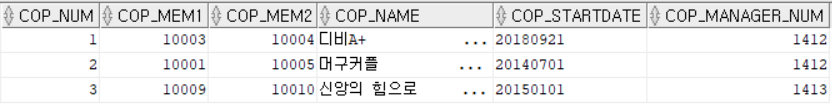 COP_NUM COP_MEM1 COP_MEM2 COP_NAME COP_STARTDATE COP_MANAGER_NUM
1 10003 10004 디비A+ ... 20180921 1412
2 10001 10005 머구커플 ... 20140701 1412
3 10009 10010 신앙의 힘으로 ... 20150101 1413